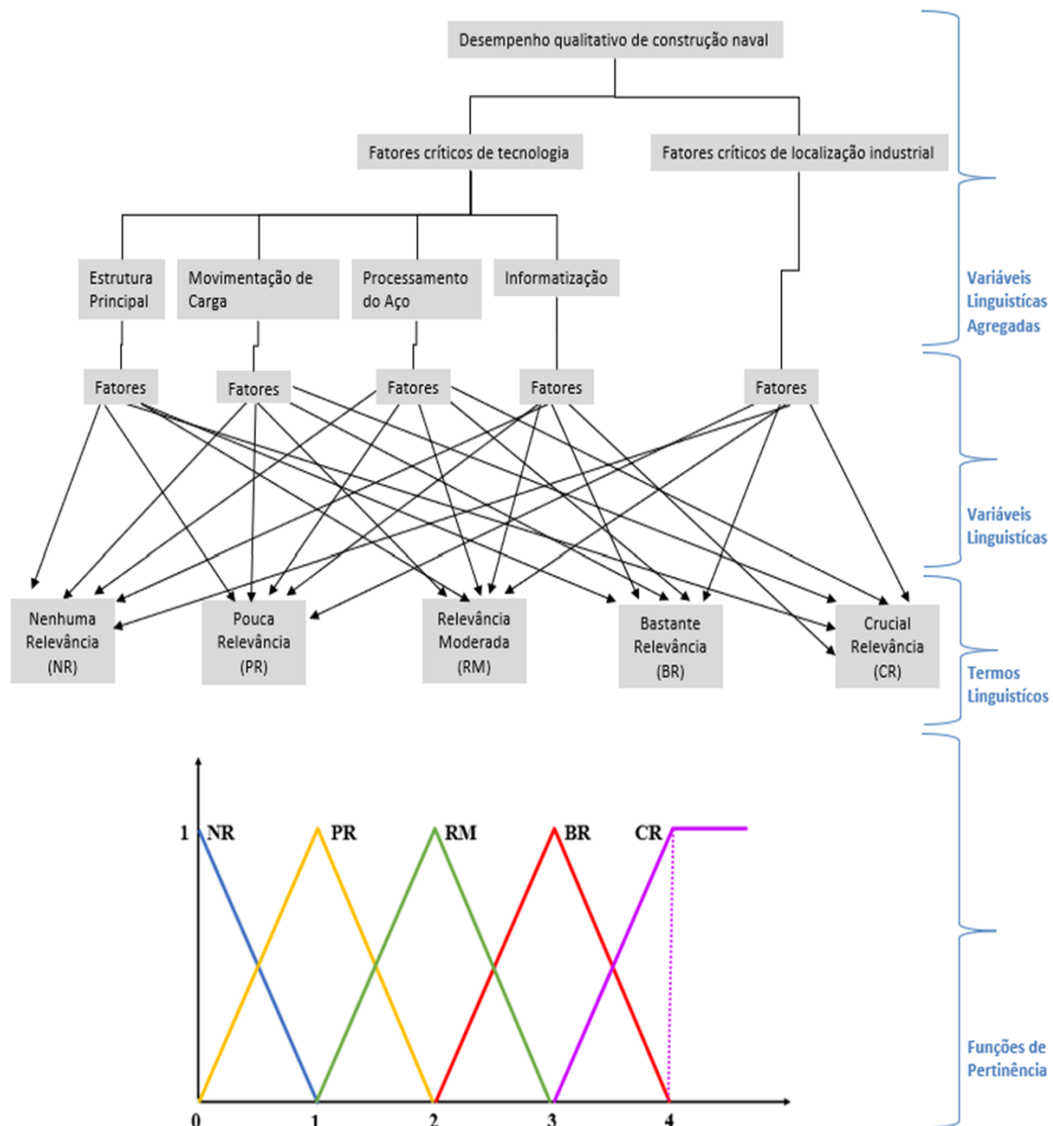 Desempenho qualitativo de construção naval
Fatores críticos de tecnologia
Fatores críticos de localização industrial
Estrutura
Principal
Movimentação de
Carga
Processamento
do Aço
Informatização
Variáveis
Linguistícas
Agregadas
Fatores
Fatores
Fatores
Fatores
Fatores
Variáveis
Linguistícas
Nenhuma
Relevância
(NR)
Pouca
Relevância
(PR)
Relevância
Moderada
(RM)
Bastante
Relevância
(BR)
Crucial
Relevância
(CR)
Termos
Linguistícos
1
NR
PR
RM
BR
CR
Funções de
Pertinência
0
1
2
3
4